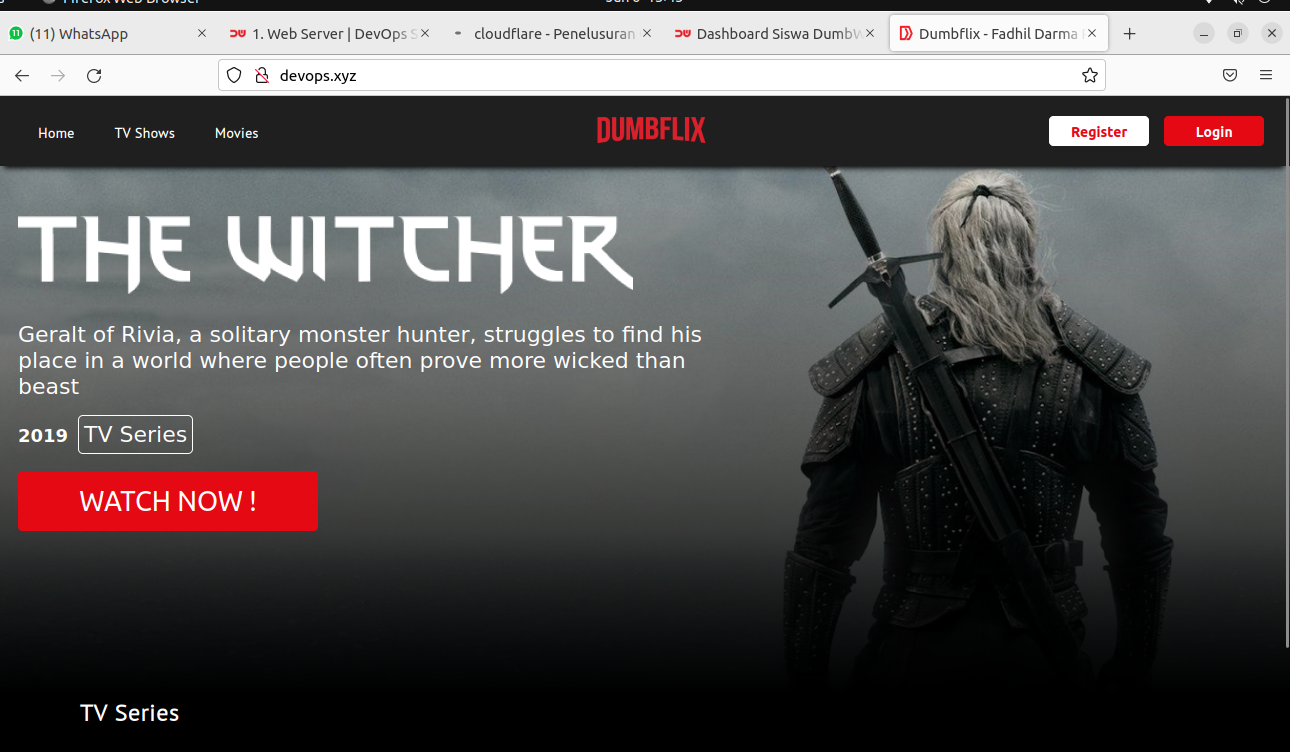 Firefox Web Browser
(11) WhatsApp
1. Web Server | DevOps S
cloudflare - Penelusuran
Dashboard Siswa DumbW
Dumbflix - Fadhil Darma
devops.xyz
Home
TV Shows
Movies
DUMBFLIX
Register
Login
THE WITCHER
Geralt of Rivia, a solitary monster hunter, struggles to find his
place in a world where people often prove more wicked than
beast
2019 TV Series
WATCH NOW !
TV Series